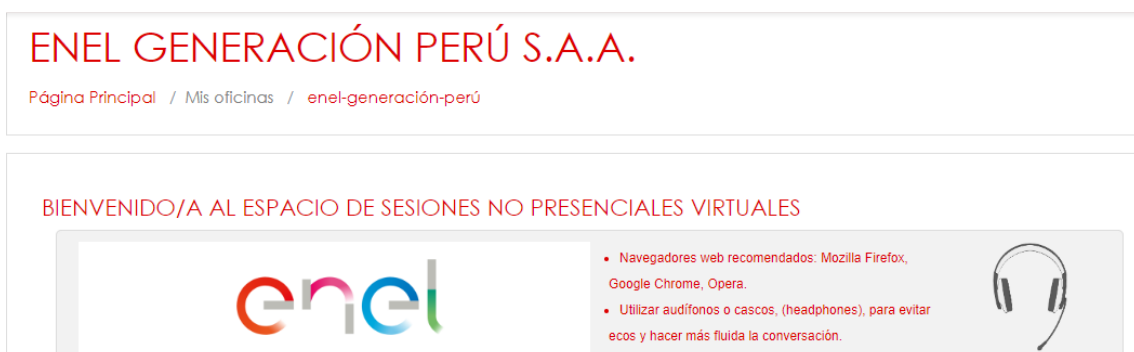 ENEL GENERACIÓN PERÚ S.A.A.
Página Principal / Mis oficinas / enel-generación-perú
BIENVENIDO/A AL ESPACIO DE SESIONES NO PRESENCIALES VIRTUALES
enel
• Navegadores web recomendados: Mozilla Firefox,
Google Chrome, Opera.
• Utilizar audífonos o cascos, (headphones), para evitar
ecos y hacer más fluida la conversación.